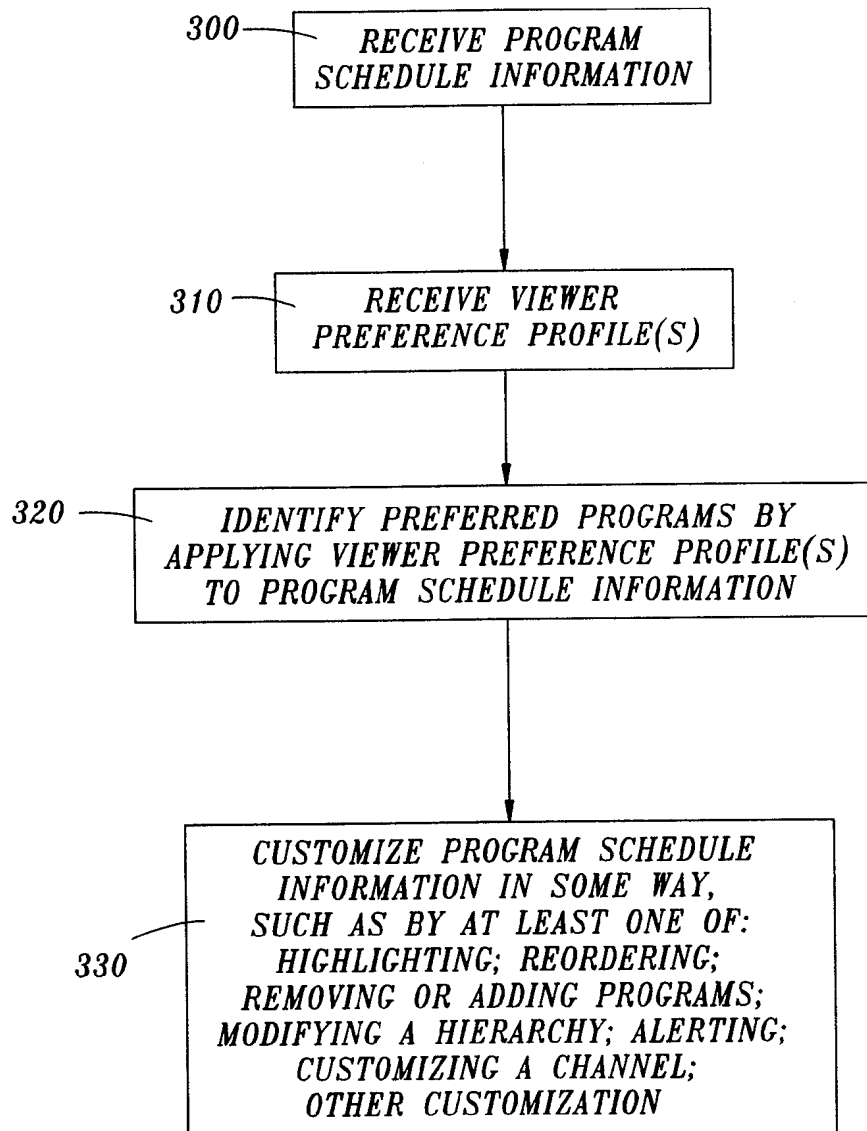 300
RECEIVE PROGRAM
SCHEDULE INFORMATION
310
RECEIVE VIEWER
PREFERENCE PROFILE(S)
320
IDENTIFY PREFERRED PROGRAMS BY
APPLYING VIEWER PREFERENCE PROFILE(S)
TO PROGRAM SCHEDULE INFORMATION
330
CUSTOMIZE PROGRAM SCHEDULE
INFORMATION IN SOME WAY,
SUCH AS BY AT LEAST ONE OF:
HIGHLIGHTING; REORDERING;
REMOVING OR ADDING PROGRAMS;
MODIFYING A HIERARCHY; ALERTING;
CUSTOMIZING A CHANNEL;
OTHER CUSTOMIZATION